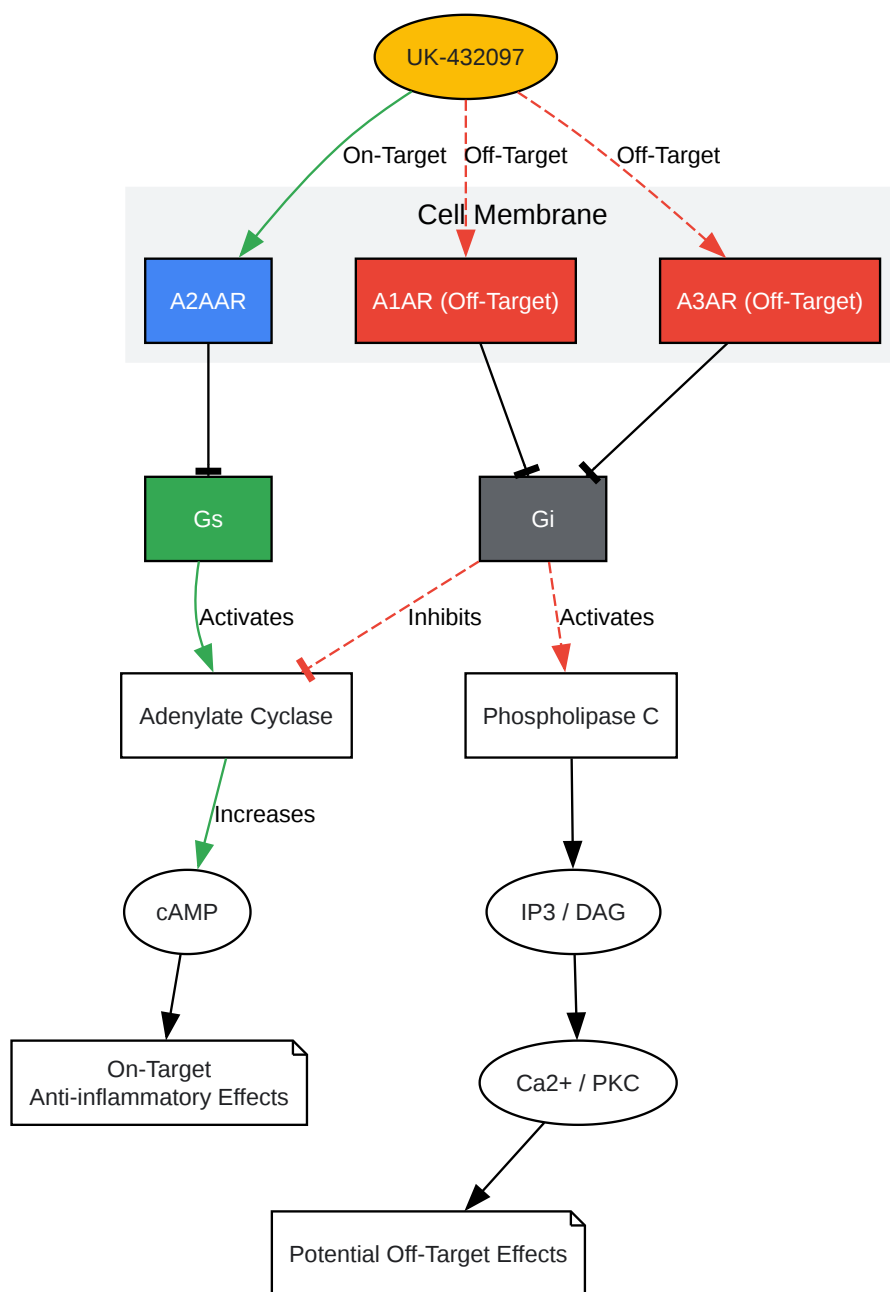 UK-432097
On-Target
Off-Target
Off-Target
Cell Membrane
A2AAR
A1AR (Off-Target)
A3AR (Off-Target)
Gs
Gi
Activates
Inhibits
Activates
Adenylate Cyclase
Phospholipase C
Increases
cAMP
IP3 / DAG
On-Target
Anti-inflammatory Effects
Ca2+ / PKC
Potential Off-Target Effects